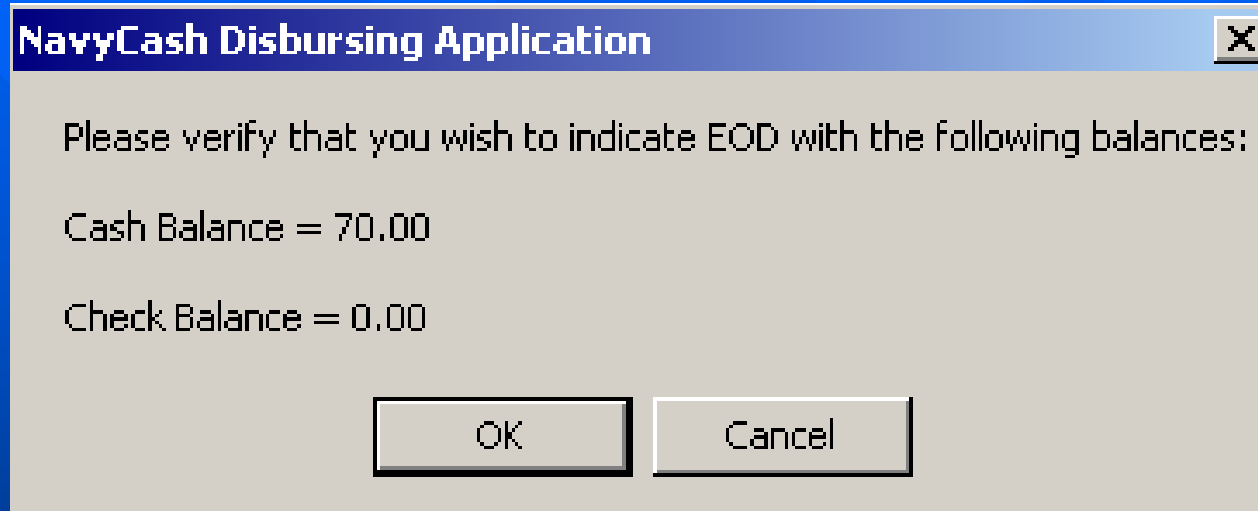 NavyCash Disbursing Application
Please verify that you wish to indicate EOD with the following balances:
Cash Balance = 70.00
Check Balance = 0.00
OK Cancel